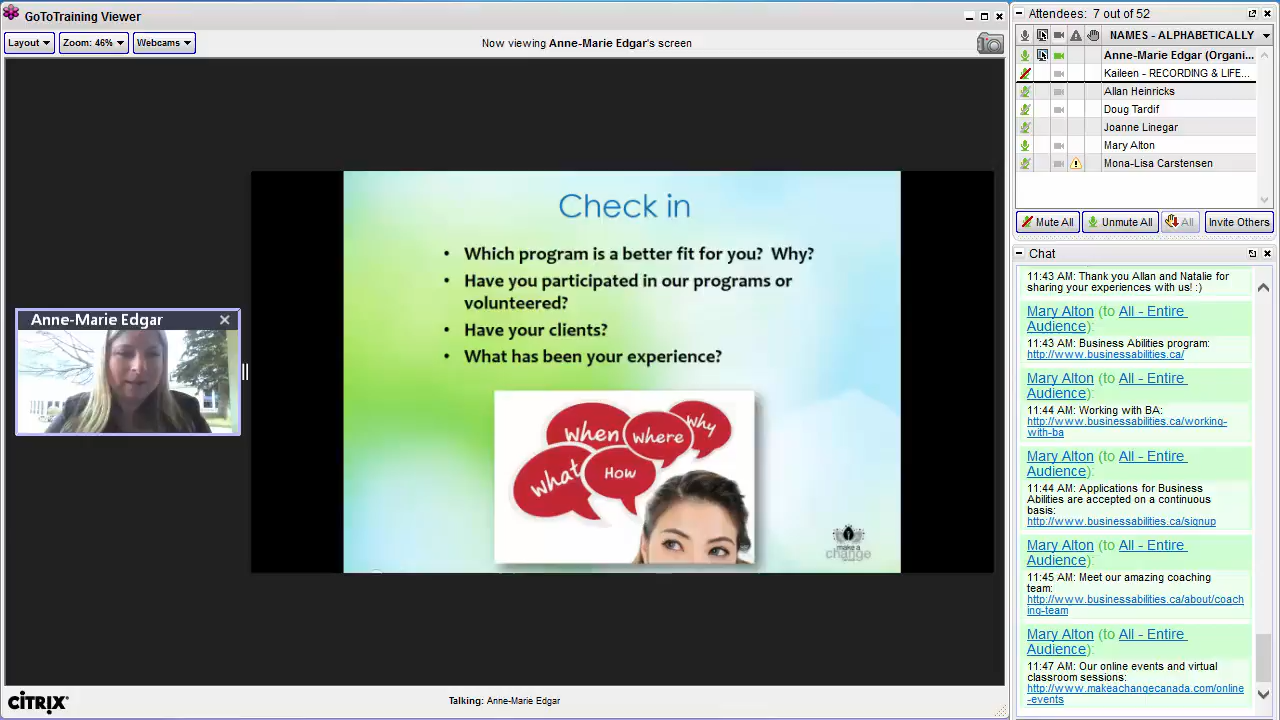 GoToTraining Viewer
Layout
Zoom: 46%
Webcams
Now viewing Anne-Marie Edgar's screen
Anne-Marie Edgar
Check in
• Which program is a better fit for you? Why?
• Have you participated in our programs or
volunteered?
• Have your clients?
• What has been your experience?
when
where
why
what
How
make a
change
CİTRIX®
Talking: Anne-Marie Edgar
Attendees: 7 out of 52
NAMES - ALPHABETICALLY
Anne-Marie Edgar (Organi...
Kaileen - RECORDING & LIFE...
Allan Heinricks
Doug Tardif
Joanne Linegar
Mary Alton
Mona-Lisa Carstensen
Mute All
Unmute All
All
Invite Others
Chat
11:43 AM: Thank you Allan and Natalie for
sharing your experiences with us! :)
Mary Alton (to All - Entire
Audience):
11:43 AM: Business Abilities program:
http://www.businessabilities.ca/
Mary Alton (to All - Entire
Audience):
11:44 AM: Working with BA:
http://www.businessabilities.ca/working-
with-ba
Mary Alton (to All - Entire
Audience):
11:44 AM: Applications for Business
Abilities are accepted on a continuous
basis:
http://www.businessabilities.ca/signup
Mary Alton (to All - Entire
Audience):
11:45 AM: Meet our amazing coaching
team:
http://www.businessabilities.ca/about/coach
ing-team
Mary Alton (to All - Entire
Audience):
11:47 AM: Our online events and virtual
classroom sessions:
http://www.makeachangecanada.com/online
-events